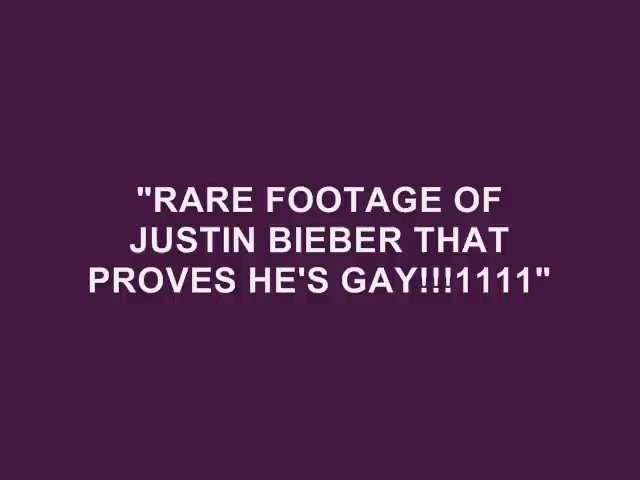 "RARE FOOTAGE OF
JUSTIN BIEBER THAT
PROVES HE'S GAY!!!1111"